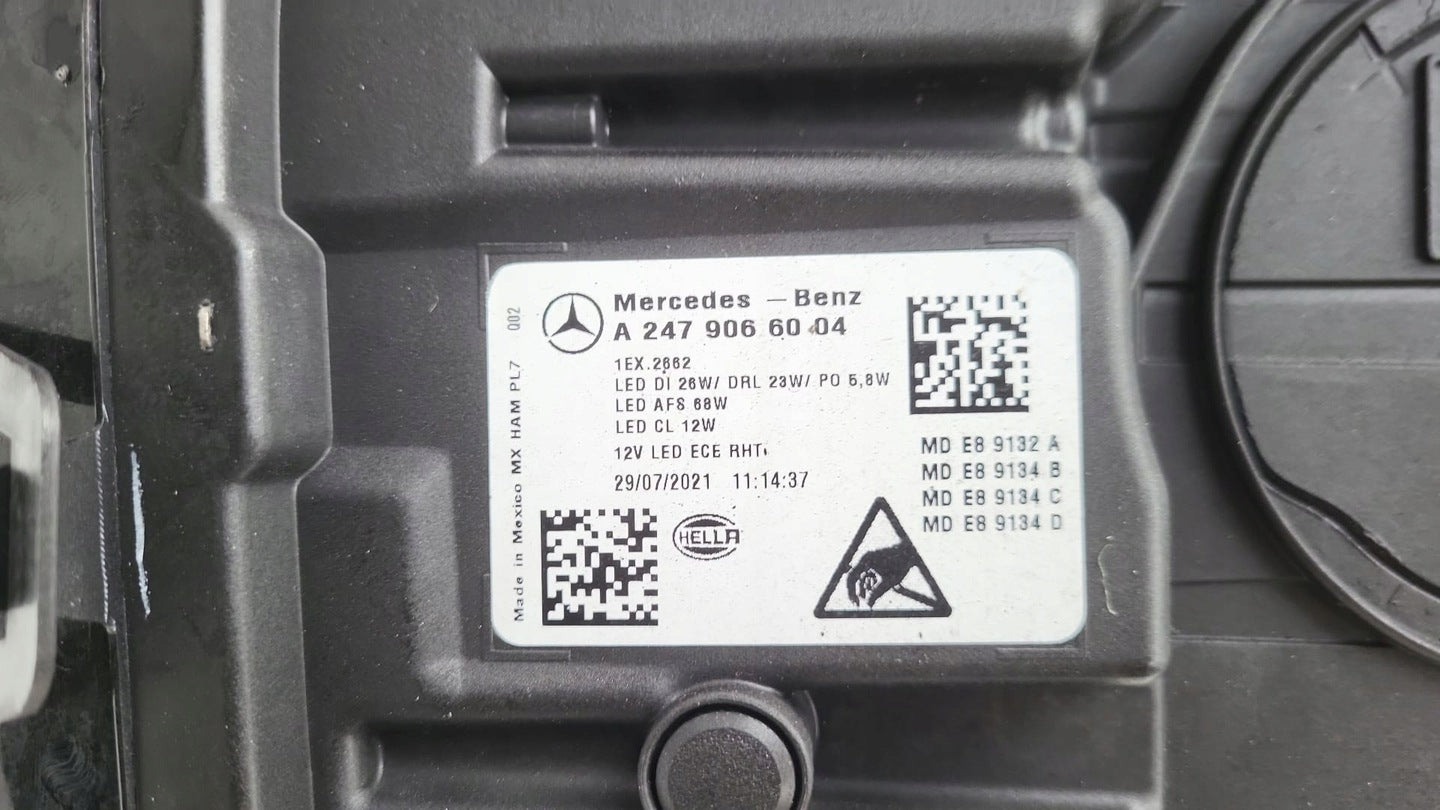 Mercedes - Benz
A 247 906 60 04
1EX.2662
LED DI 26W/ DRL 23W/ PO 5,8W
LED AFS 68W
LED CL 12W
12V LED ECE RHT
29/07/2021 11:14:37
MD E8 9132 A
MD E8 9134 B
MD E8 9134 C
MD E8 9134 D
HELLA
Made in Mexico MX HAM PL7 Q02